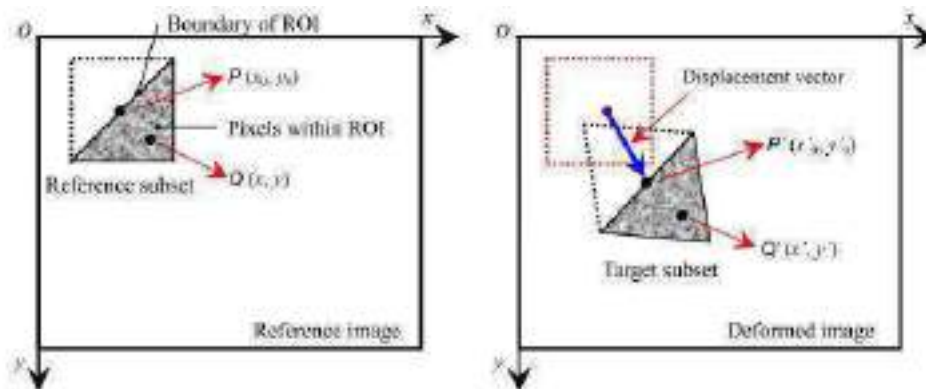 O
x
Boundary of ROI
P (x₀, y₀)
Pixels within ROI
Q (x, y)
Reference subset
Reference image
y
O
x
Displacement vector
P' (x'₀, y'₀)
Q' (x', y')
Target subset
Deformed image
y